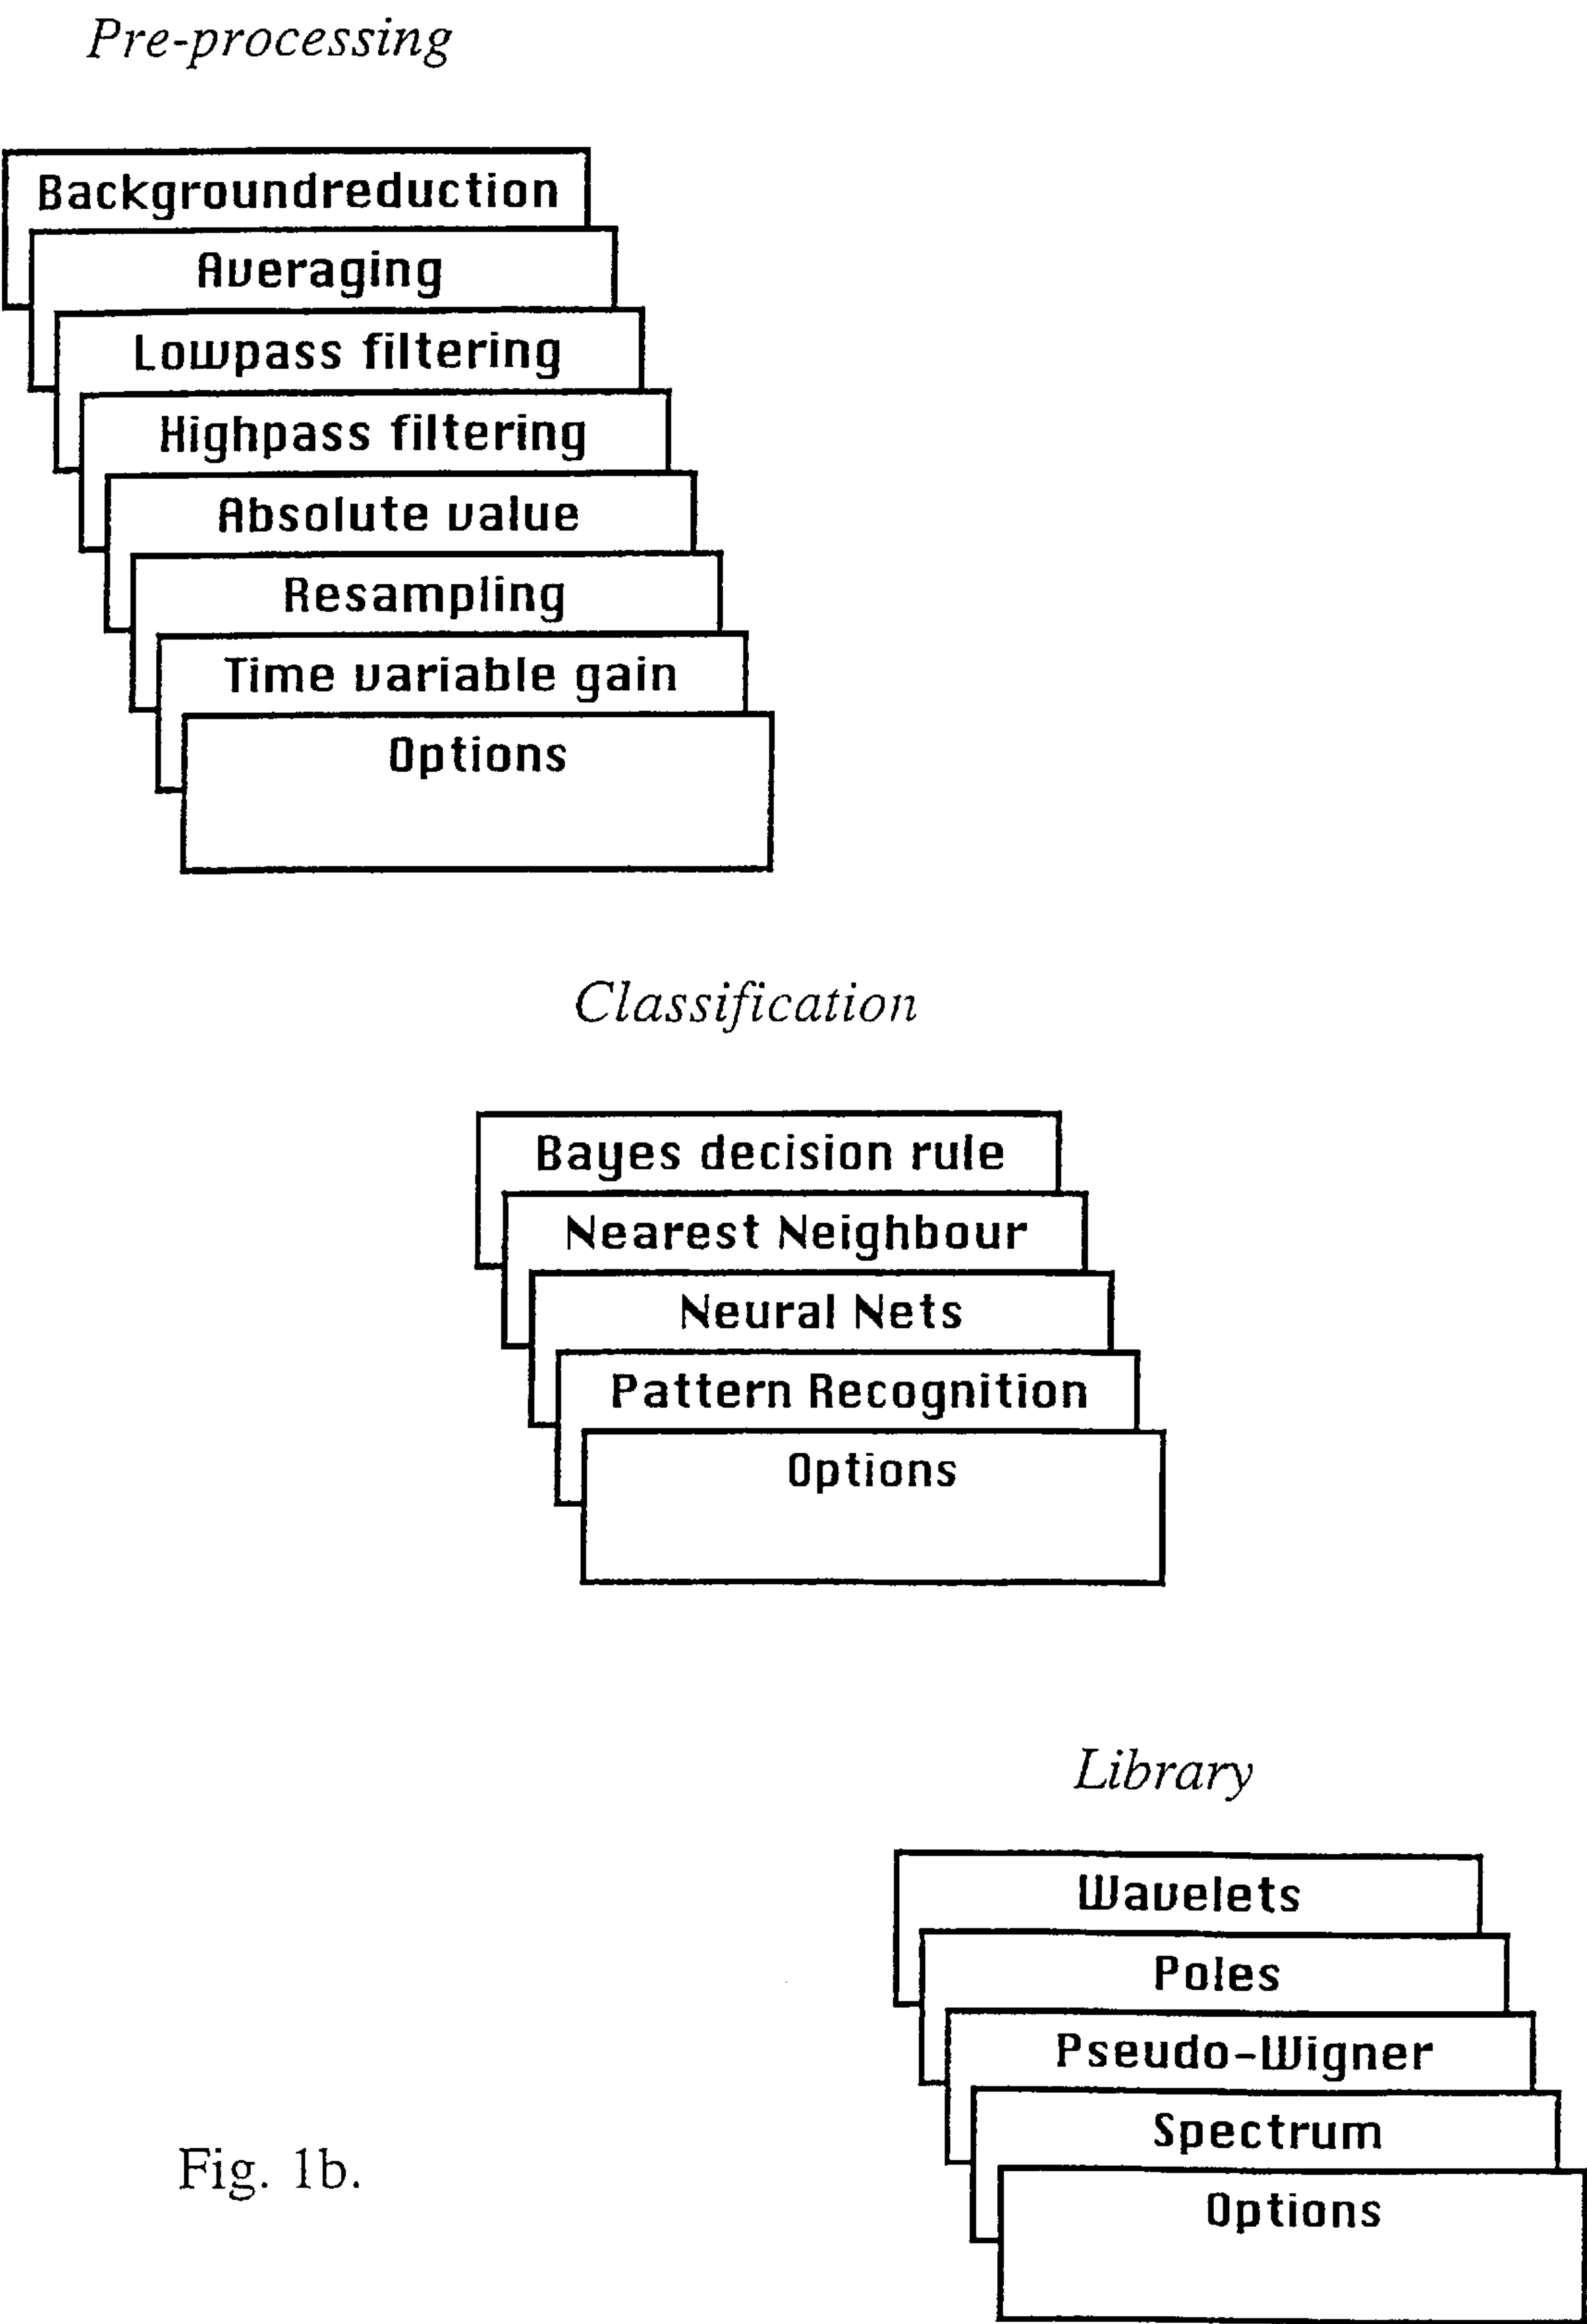 Pre-processing
Backgroundreduction
Averaging
Lowpass filtering
Highpass filtering
Absolute value
Resampling
Time variable gain
Options
Classification
Bayes decision rule
Nearest Neighbour
Neural Nets
Pattern Recognition
Options
Library
Wavelets
Poles
Pseudo-Wigner
Spectrum
Options
Fig. 1b.